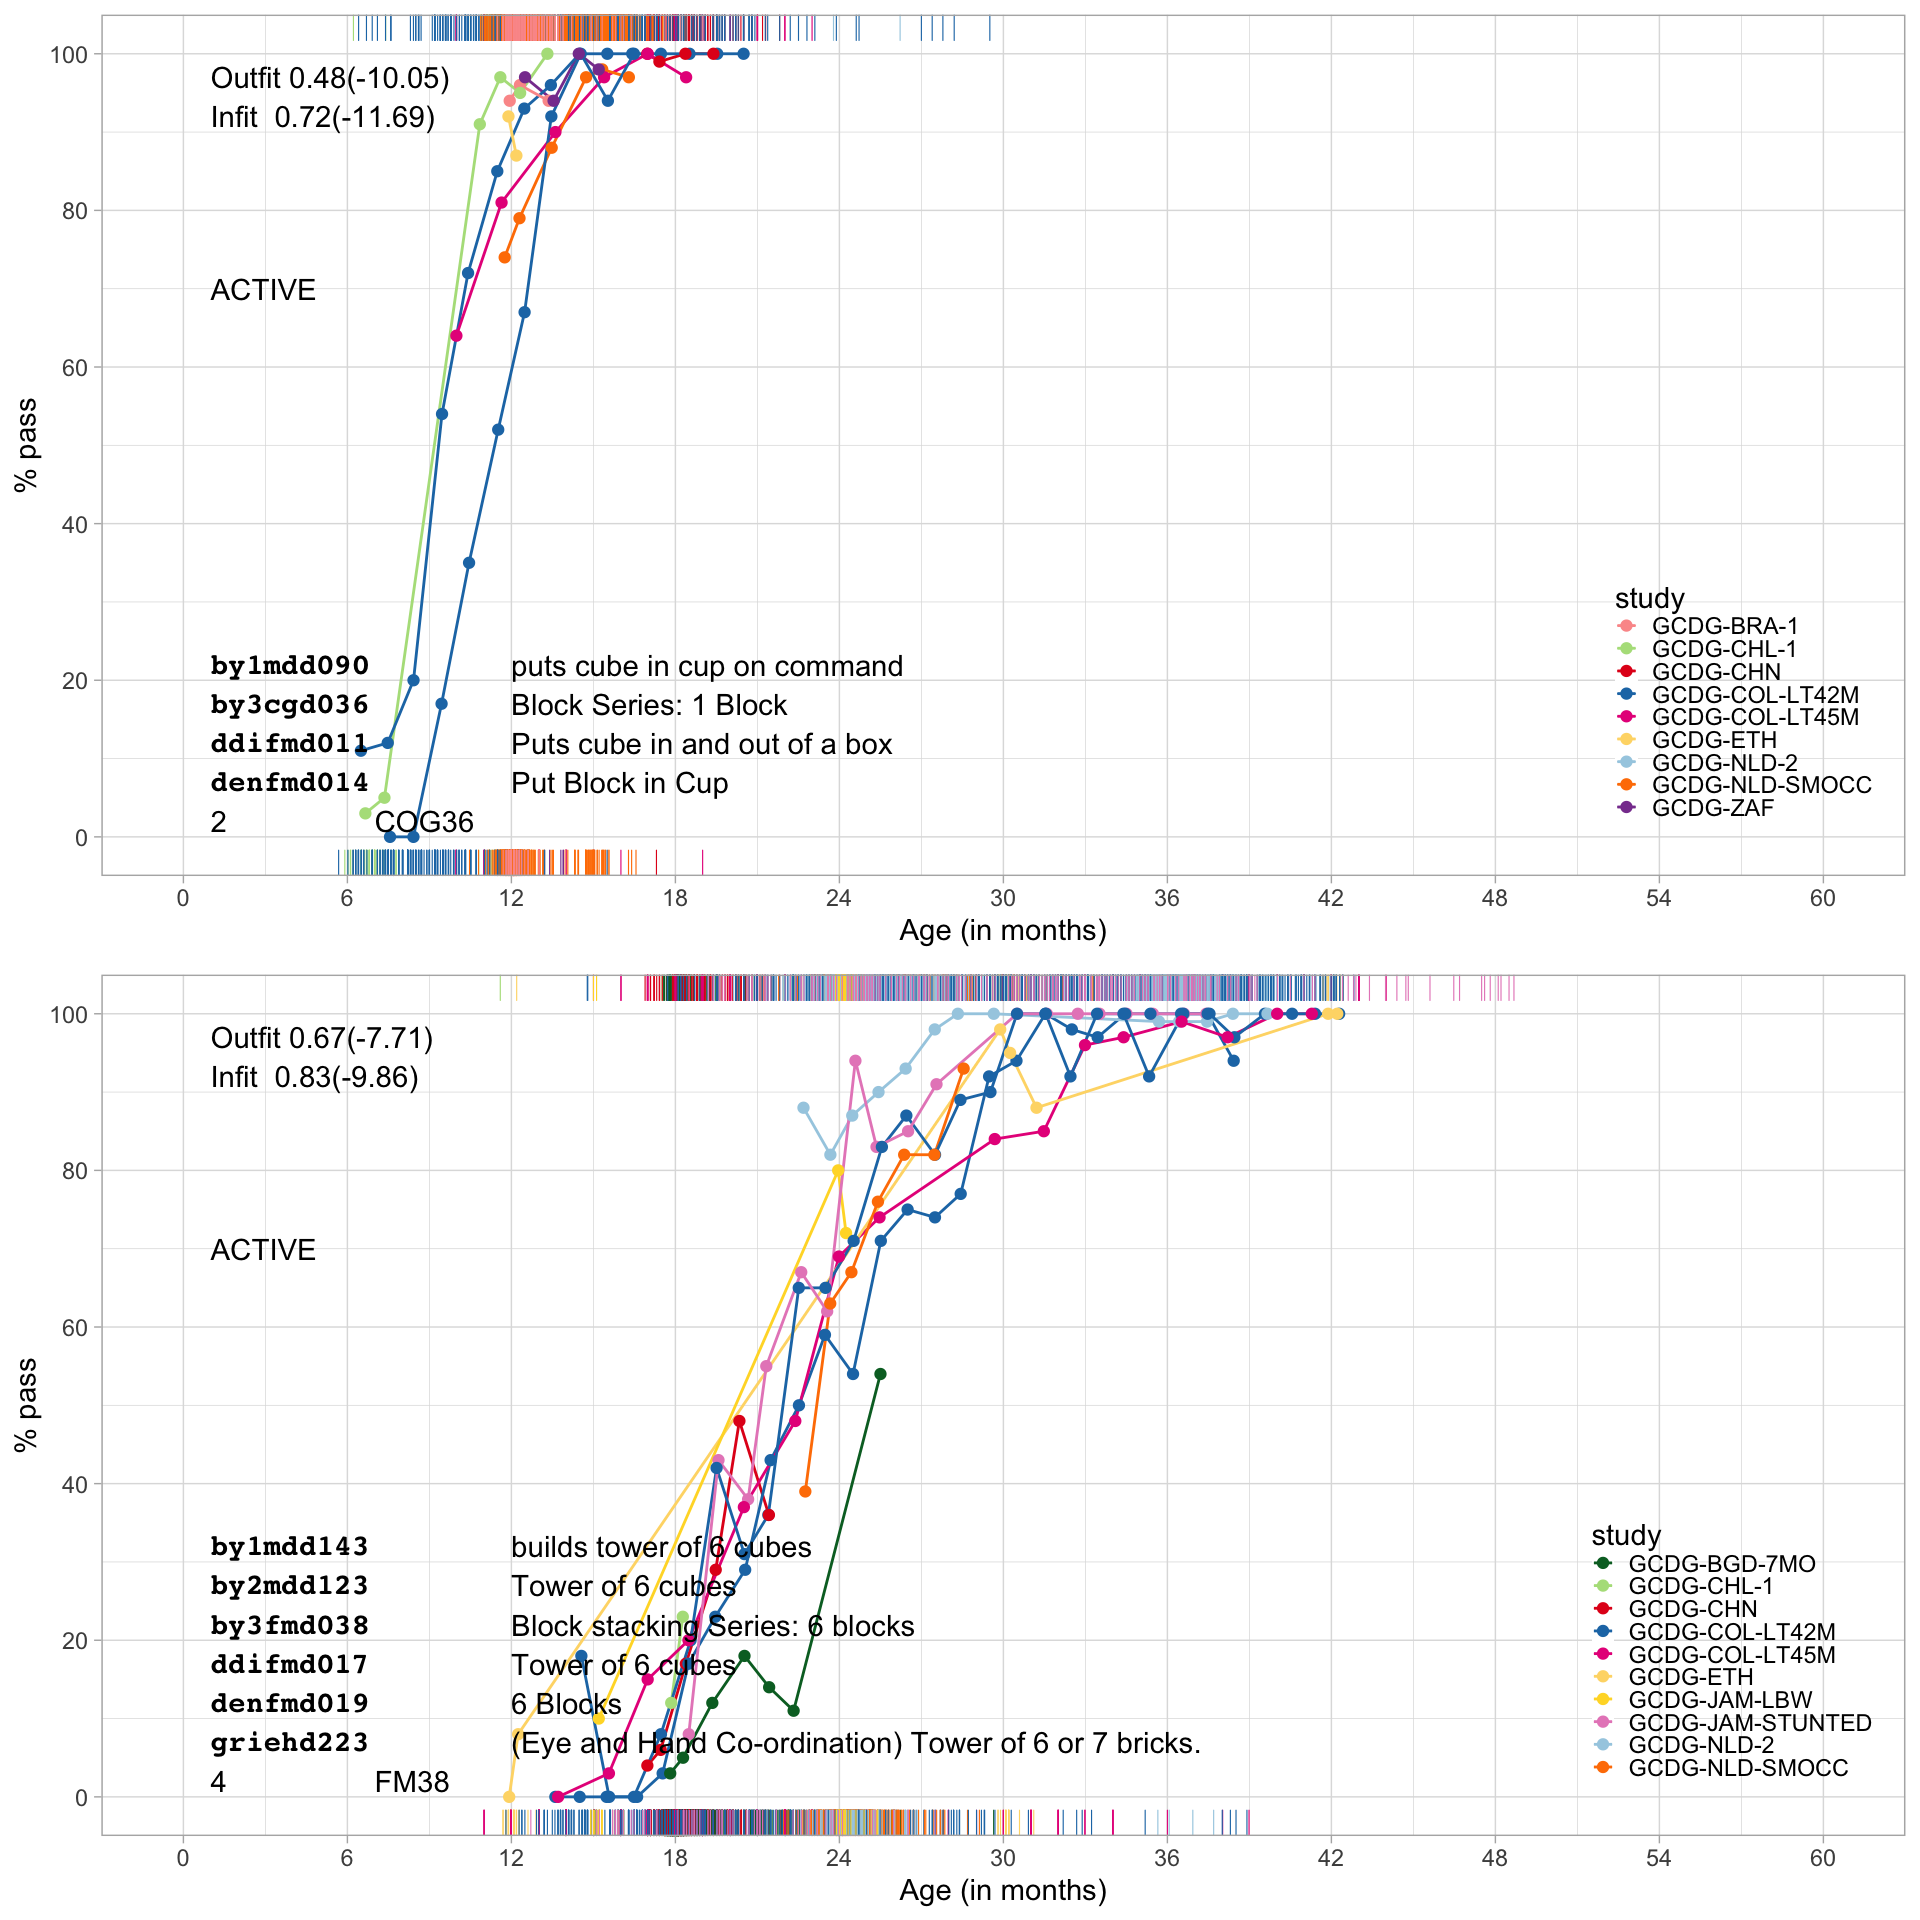 100
80
60
40
20
0
% pass
Outfit 0.48(-10.05)
Infit  0.72(-11.69)
ACTIVE
by1mdd090 puts cube in cup on command
by3cgd036 Block Series: 1 Block
ddifmd011 Puts cube in and out of a box
denfmd014 Put Block in Cup
2 COG36
study
GCDG-BRA-1
GCDG-CHL-1
GCDG-CHN
GCDG-COL-LT42M
GCDG-COL-LT45M
GCDG-ETH
GCDG-NLD-2
GCDG-NLD-SMOCC
GCDG-ZAF
0 6 12 18 24 30 36 42 48 54 60
Age (in months)
100
80
60
40
20
0
% pass
Outfit 0.67(-7.71)
Infit  0.83(-9.86)
ACTIVE
by1mdd143 builds tower of 6 cubes
by2mdd123 Tower of 6 cubes
by3fmd038 Block stacking Series: 6 blocks
ddifmd017 Tower of 6 cubes
denfmd019 6 Blocks
griehd223 (Eye and Hand Co-ordination) Tower of 6 or 7 bricks.
4 FM38
study
GCDG-BGD-7MO
GCDG-CHL-1
GCDG-CHN
GCDG-COL-LT42M
GCDG-COL-LT45M
GCDG-ETH
GCDG-JAM-LBW
GCDG-JAM-STUNTED
GCDG-NLD-2
GCDG-NLD-SMOCC
0 6 12 18 24 30 36 42 48 54 60
Age (in months)